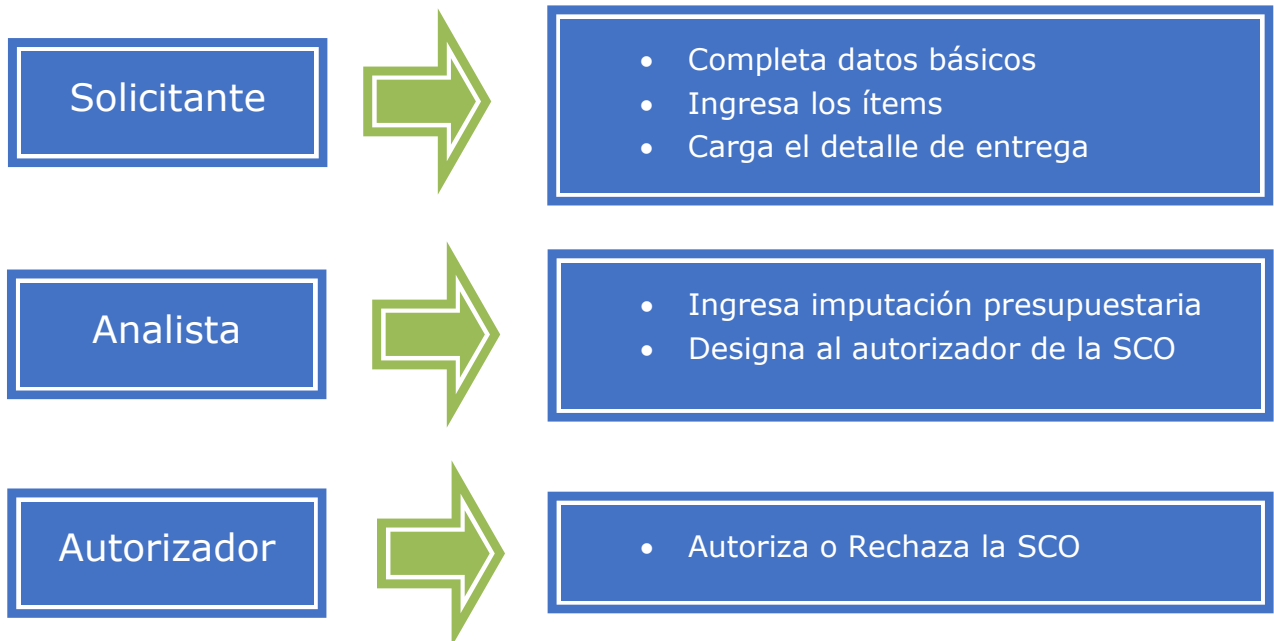 Solicitante
• Completa datos básicos
• Ingresa los ítems
• Carga el detalle de entrega
Analista
• Ingresa imputación presupuestaria
• Designa al autorizador de la SCO
Autorizador
• Autoriza o Rechaza la SCO